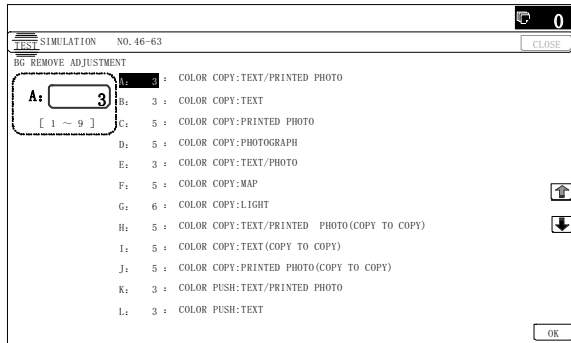 0
TEST SIMULATION NO.46-63
CLOSE
BG REMOVE ADJUSTMENT
A: 3
[ 1 ～ 9 ]
A: 3 : COLOR COPY:TEXT/PRINTED PHOTO
B: 3 : COLOR COPY:TEXT
C: 5 : COLOR COPY:PRINTED PHOTO
D: 5 : COLOR COPY:PHOTOGRAPH
E: 3 : COLOR COPY:TEXT/PHOTO
F: 5 : COLOR COPY:MAP
G: 6 : COLOR COPY:LIGHT
H: 5 : COLOR COPY:TEXT/PRINTED PHOTO(COPY TO COPY)
I: 5 : COLOR COPY:TEXT(COPY TO COPY)
J: 5 : COLOR COPY:PRINTED PHOTO(COPY TO COPY)
K: 3 : COLOR PUSH:TEXT/PRINTED PHOTO
L: 3 : COLOR PUSH:TEXT
OK